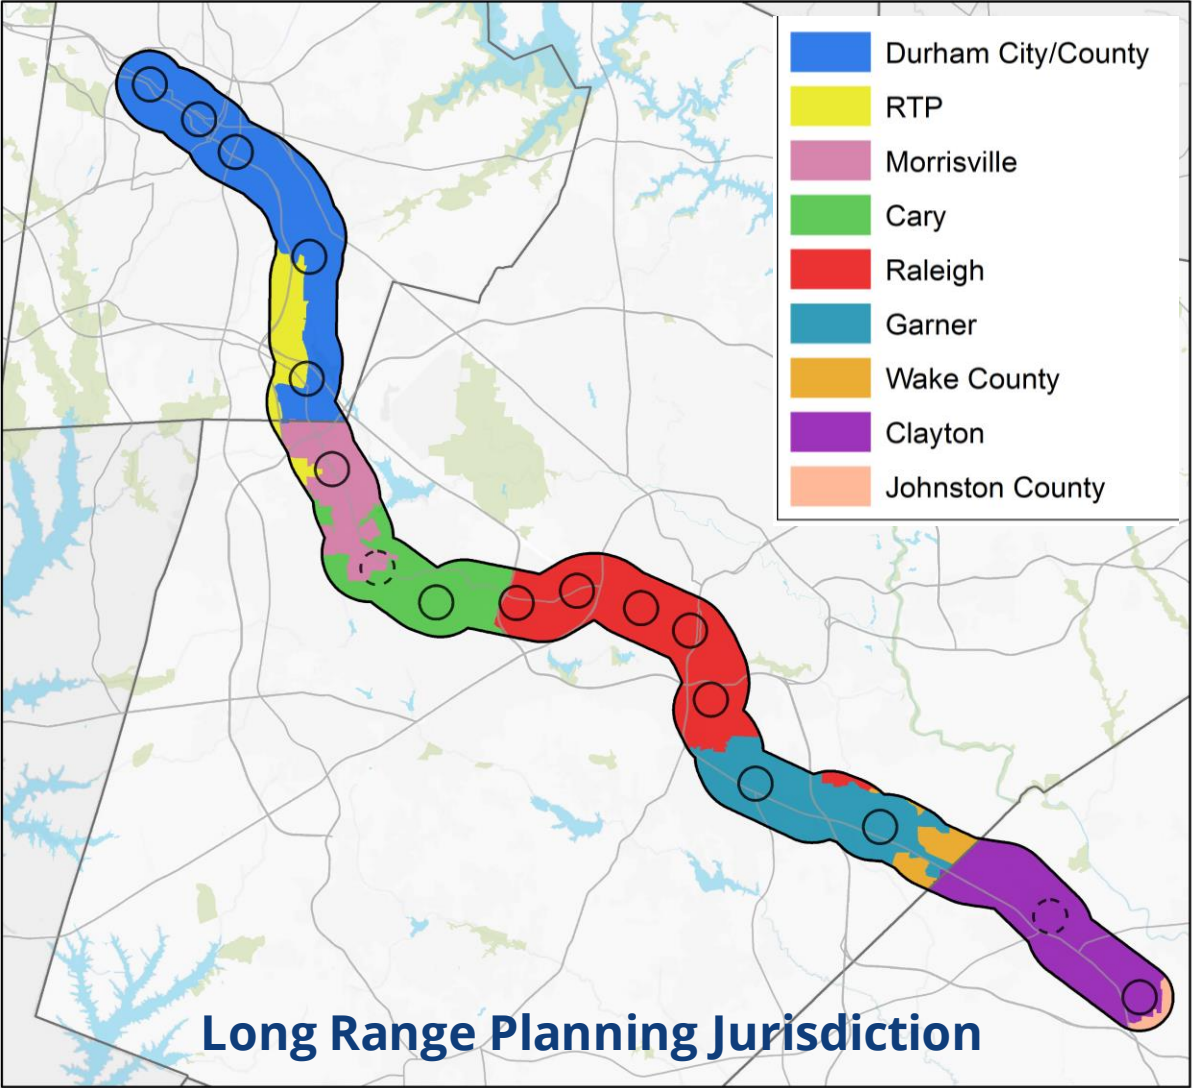 Durham City/County
RTP
Morrisville
Cary
Raleigh
Garner
Wake County
Clayton
Johnston County
Long Range Planning Jurisdiction